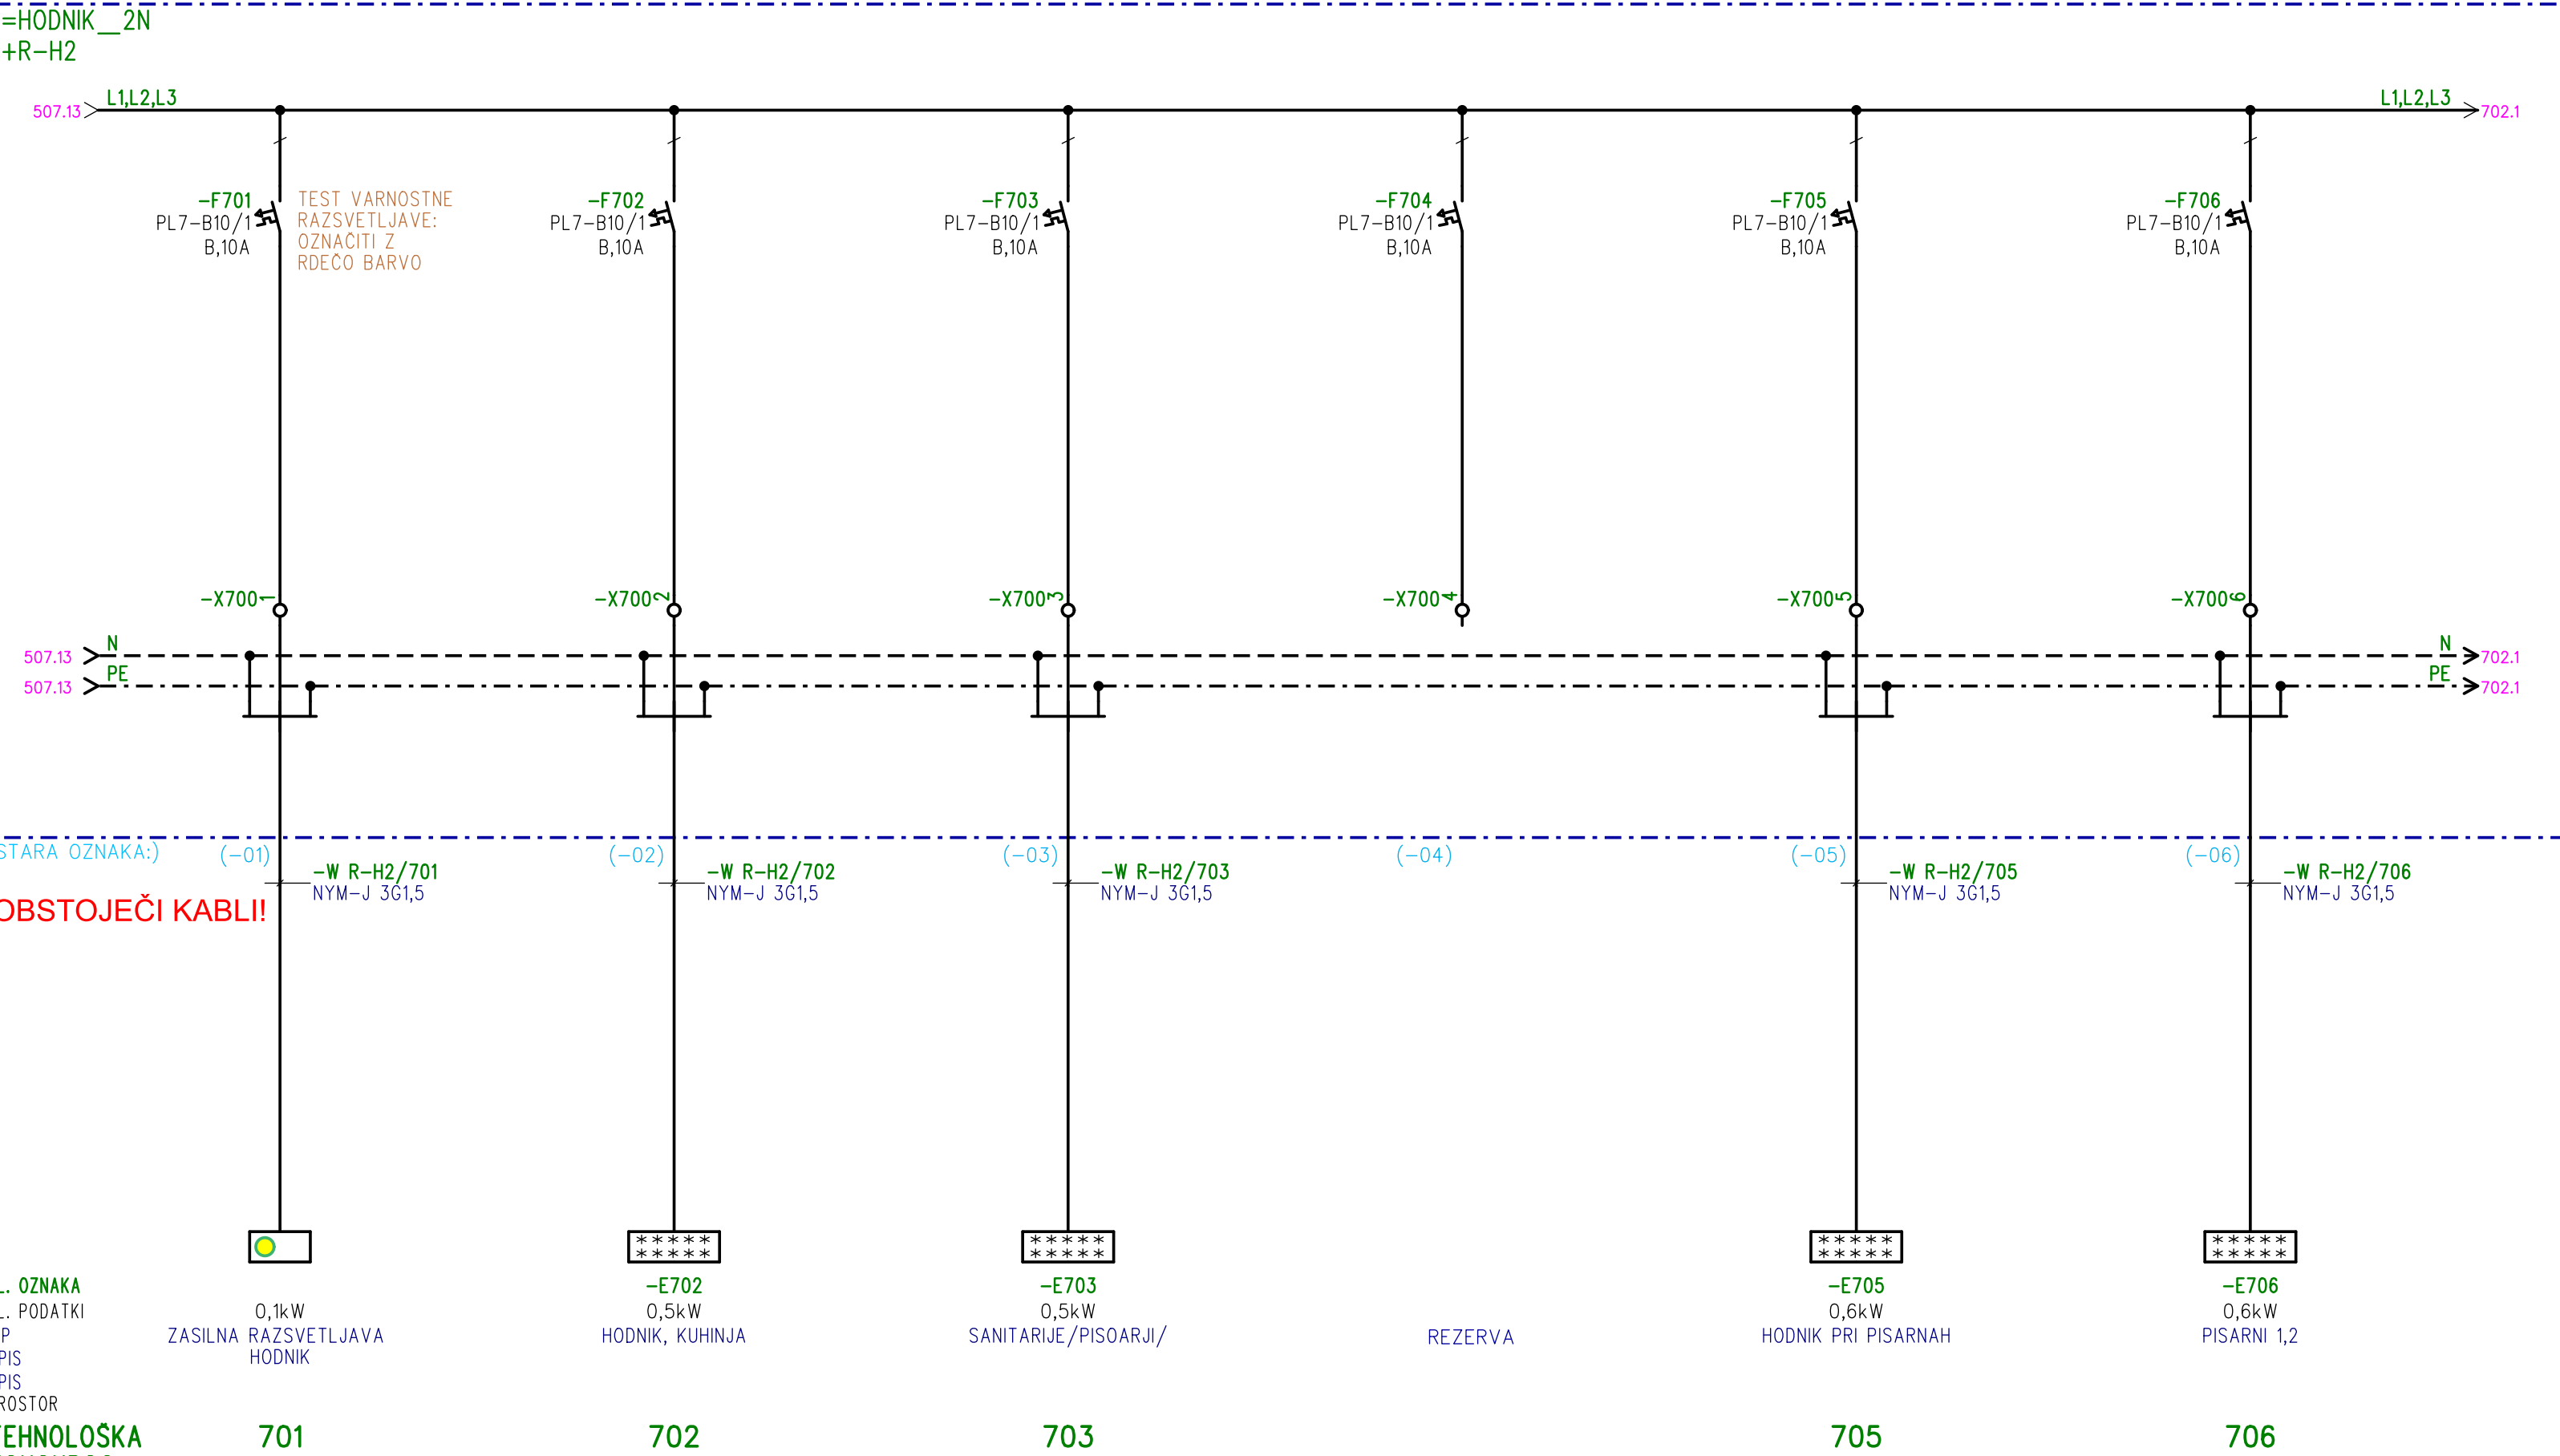 =HODNIK__2N
+R-H2
507.13 L1,L2,L3 L1,L2,L3 702.1
-F701 -F702 -F703 -F704 -F705 -F706
PL7-B10/1 PL7-B10/1 PL7-B10/1 PL7-B10/1 PL7-B10/1 PL7-B10/1
B,10A B,10A B,10A B,10A B,10A B,10A
TEST VARNOSTNE
RAZSVETLJAVE:
OZNAČITI Z
RDEČO BARVO
-X700 1 -X700 2 -X700 3 -X700 4 -X700 5 -X700 6
507.13 N N 702.1
507.13 PE PE 702.1
STARA OZNAKA:) (-01) (-02) (-03) (-04) (-05) (-06)
-W R-H2/701 -W R-H2/702 -W R-H2/703 -W R-H2/705 -W R-H2/706
NYM-J 3G1,5 NYM-J 3G1,5 NYM-J 3G1,5 NYM-J 3G1,5 NYM-J 3G1,5
OBSTOJEČI KABLI!
* * * * * * * * * * * * * * * * * * * *
* * * * * * * * * * * * * * * * * * * *
L. OZNAKA -E702 -E703 -E705 -E706
L. PODATKI 0,1kW 0,5kW 0,5kW 0,6kW 0,6kW
P ZASILNA RAZSVETLJAVA HODNIK, KUHINJA SANITARIJE/PISOARJI/ REZERVA HODNIK PRI PISARNAH PISARNI 1,2
PIS HODNIK
PIS
ROSTOR
TEHNOLOŠKA 701 702 703 705 706